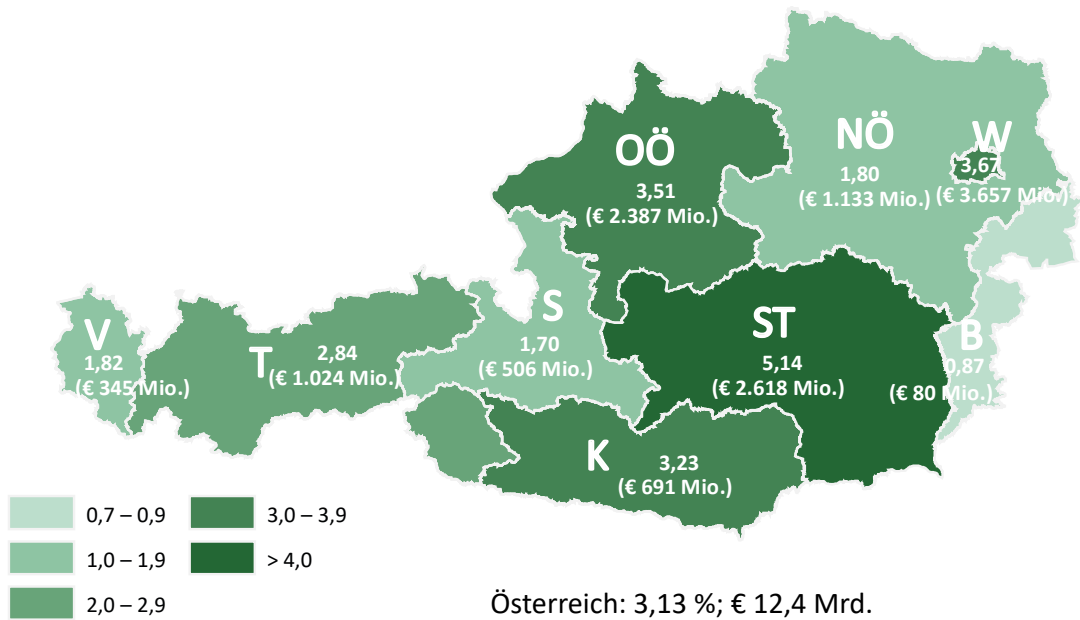 OÖ
3,51
(€ 2.387 Mio.)
NÖ
1,80
(€ 1.133 Mio.)
W
3,67
(€ 3.657 Mio.)
V
1,82
(€ 345 Mio.)
T
2,84
(€ 1.024 Mio.)
S
1,70
(€ 506 Mio.)
ST
5,14
(€ 2.618 Mio.)
B
0,87
(€ 80 Mio.)
K
3,23
(€ 691 Mio.)
0,7 – 0,9
1,0 – 1,9
2,0 – 2,9
3,0 – 3,9
> 4,0
Österreich: 3,13 %; € 12,4 Mrd.